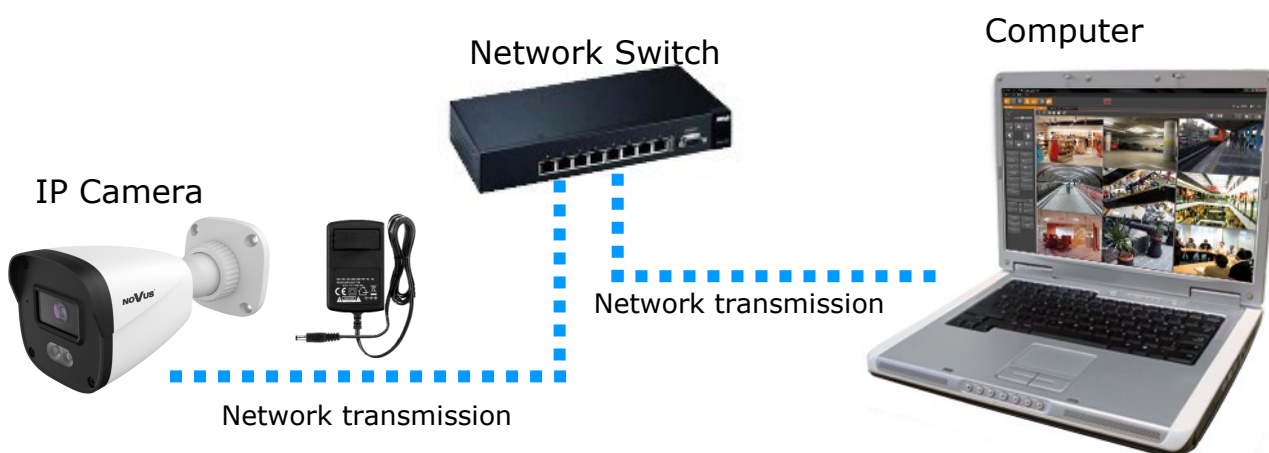 Computer
Network Switch
IP Camera
NOVUS
Network transmission
Network transmission